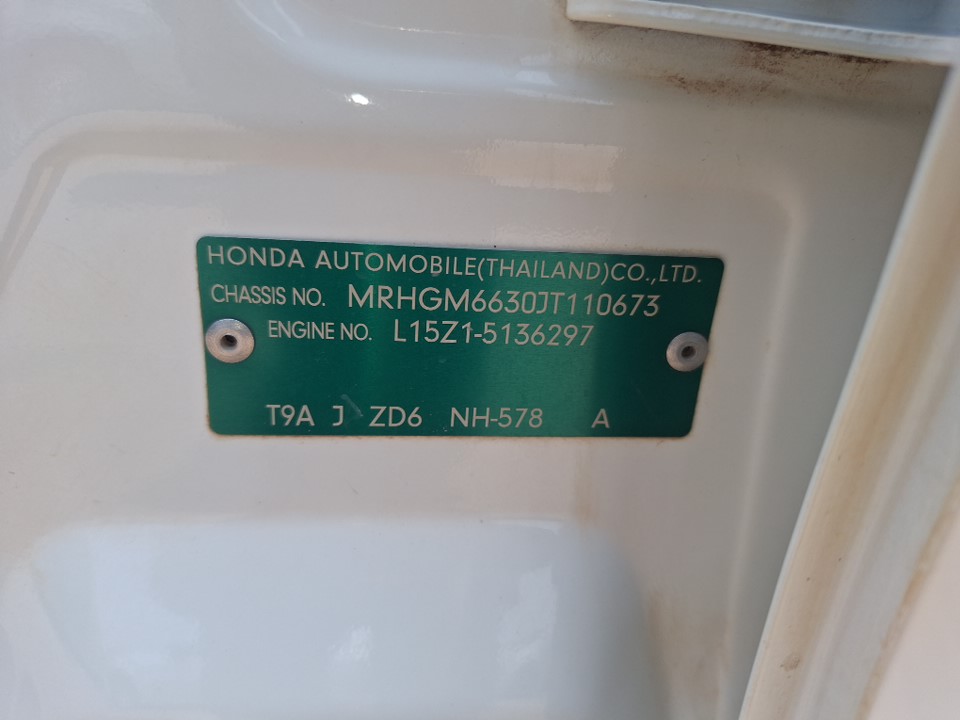 HONDA AUTOMOBILE(THAILAND)CO.,LTD.
CHASSIS NO. MRHGM6630JT110673
ENGINE NO. L15Z1-5136297
T9A J ZD6 NH-578 A